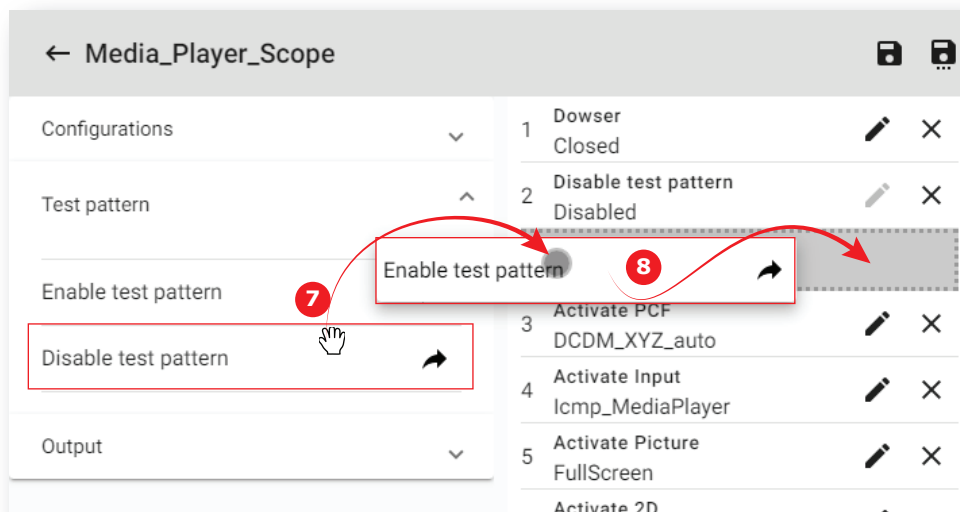 Media_Player_Scope
Configurations
Test pattern
Enable test pattern
Disable test pattern
Output
7
Enable test pattern
8
1
Dowser
Closed
2
Disable test pattern
Disabled
3
Activate PCF
DCDM_XYZ_auto
4
Activate Input
Icmp_MediaPlayer
5
Activate Picture
FullScreen
Activate 2D